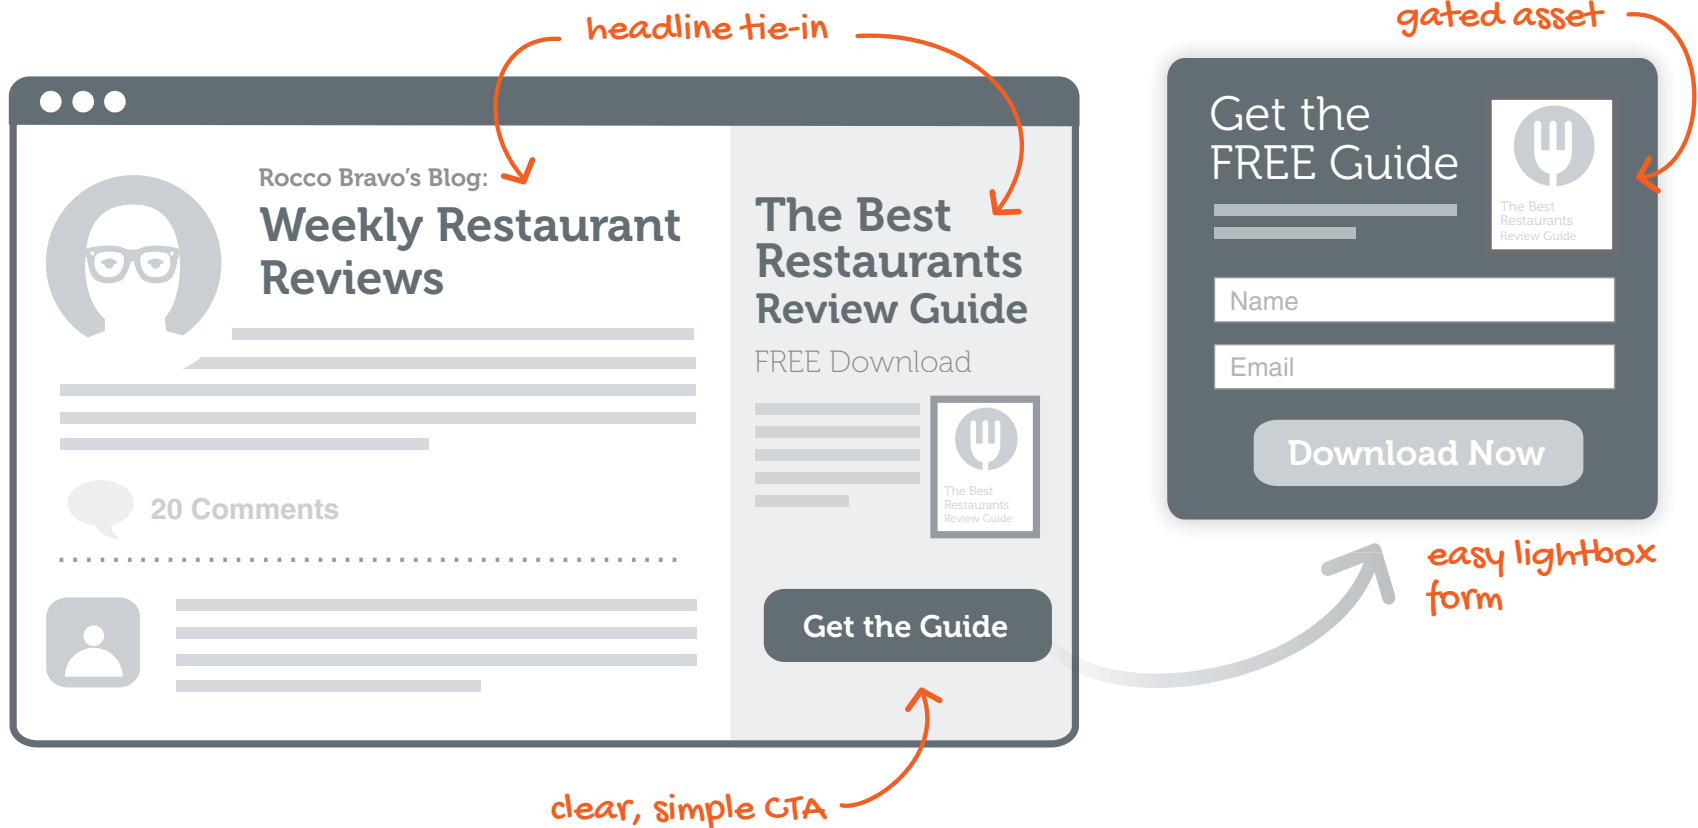 headline tie-in
gated asset
Rocco Bravo's Blog:
Weekly Restaurant
Reviews
20 Comments
The Best
Restaurants
Review Guide
FREE Download
The Best
Restaurants
Review Guide
Get the Guide
clear, simple CTA
Get the
FREE Guide
The Best
Restaurants
Review Guide
Name
Email
Download Now
easy lightbox
form